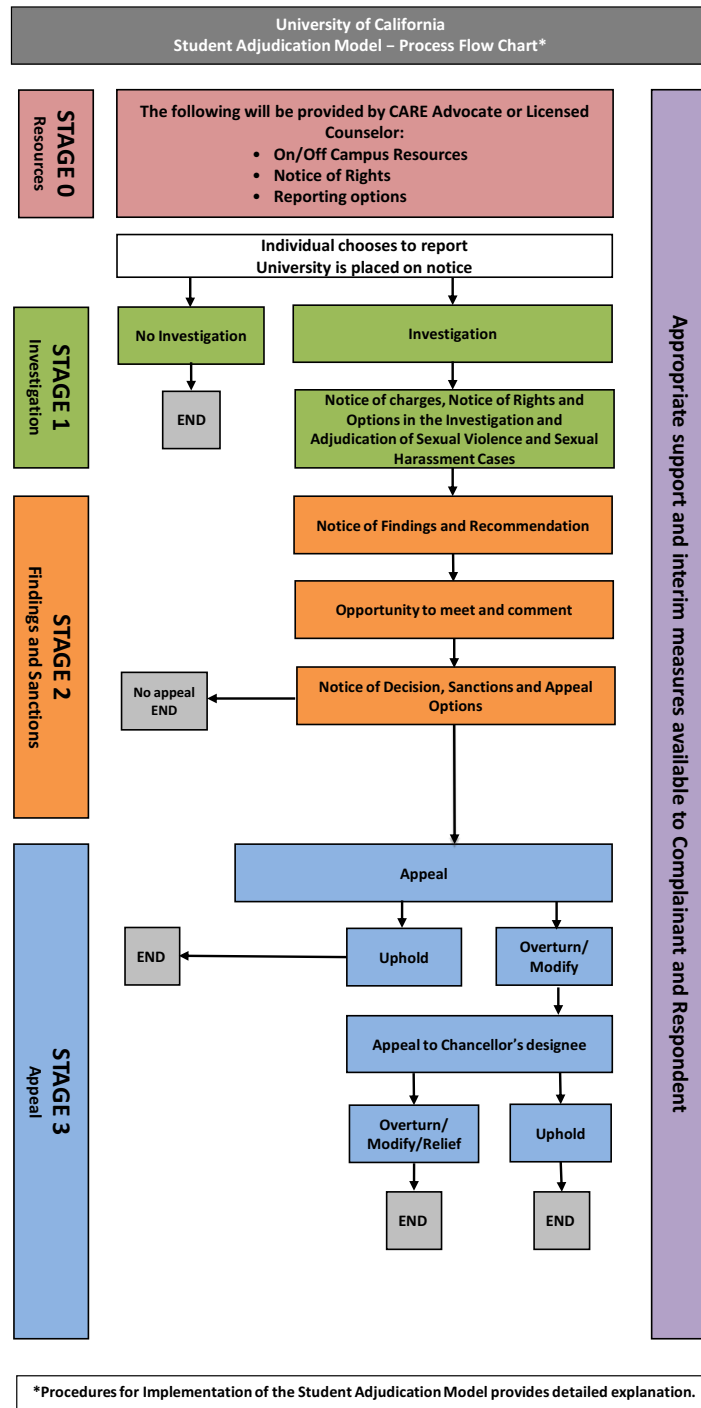 University of California
Student Adjudication Model – Process Flow Chart*
STAGE 0
Resources
The following will be provided by CARE Advocate or Licensed
Counselor:
• On/Off Campus Resources
• Notice of Rights
• Reporting options
Individual chooses to report
University is placed on notice
STAGE 1
Investigation
No Investigation
Investigation
END
Notice of charges, Notice of Rights and
Options in the Investigation and
Adjudication of Sexual Violence and Sexual
Harassment Cases
STAGE 2
Findings and Sanctions
Notice of Findings and Recommendation
Opportunity to meet and comment
No appeal
END
Notice of Decision, Sanctions and Appeal
Options
STAGE 3
Appeal
Appeal
END
Uphold
Overturn/
Modify
Appeal to Chancellor’s designee
Overturn/
Modify/Relief
Uphold
END
END
Appropriate support and interim measures available to Complainant and Respondent
*Procedures for Implementation of the Student Adjudication Model provides detailed explanation.